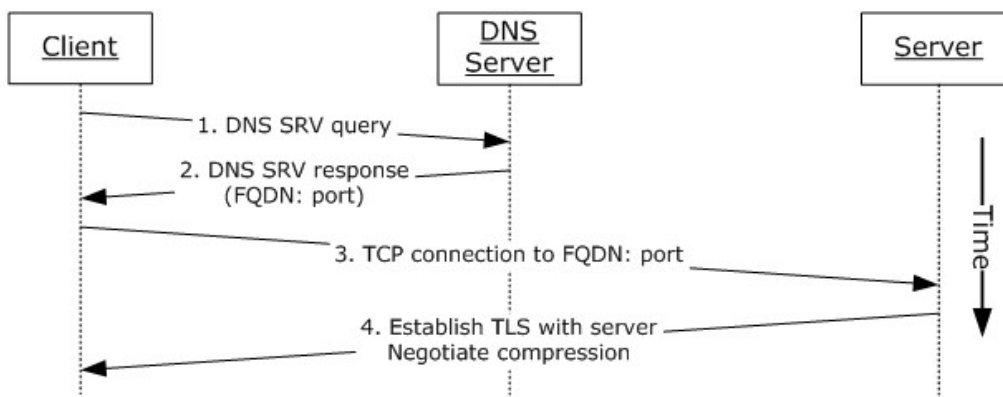 Client
DNS
Server
Server
1. DNS SRV query
2. DNS SRV response
(FQDN: port)
3. TCP connection to FQDN: port
4. Establish TLS with server
Negotiate compression
Time